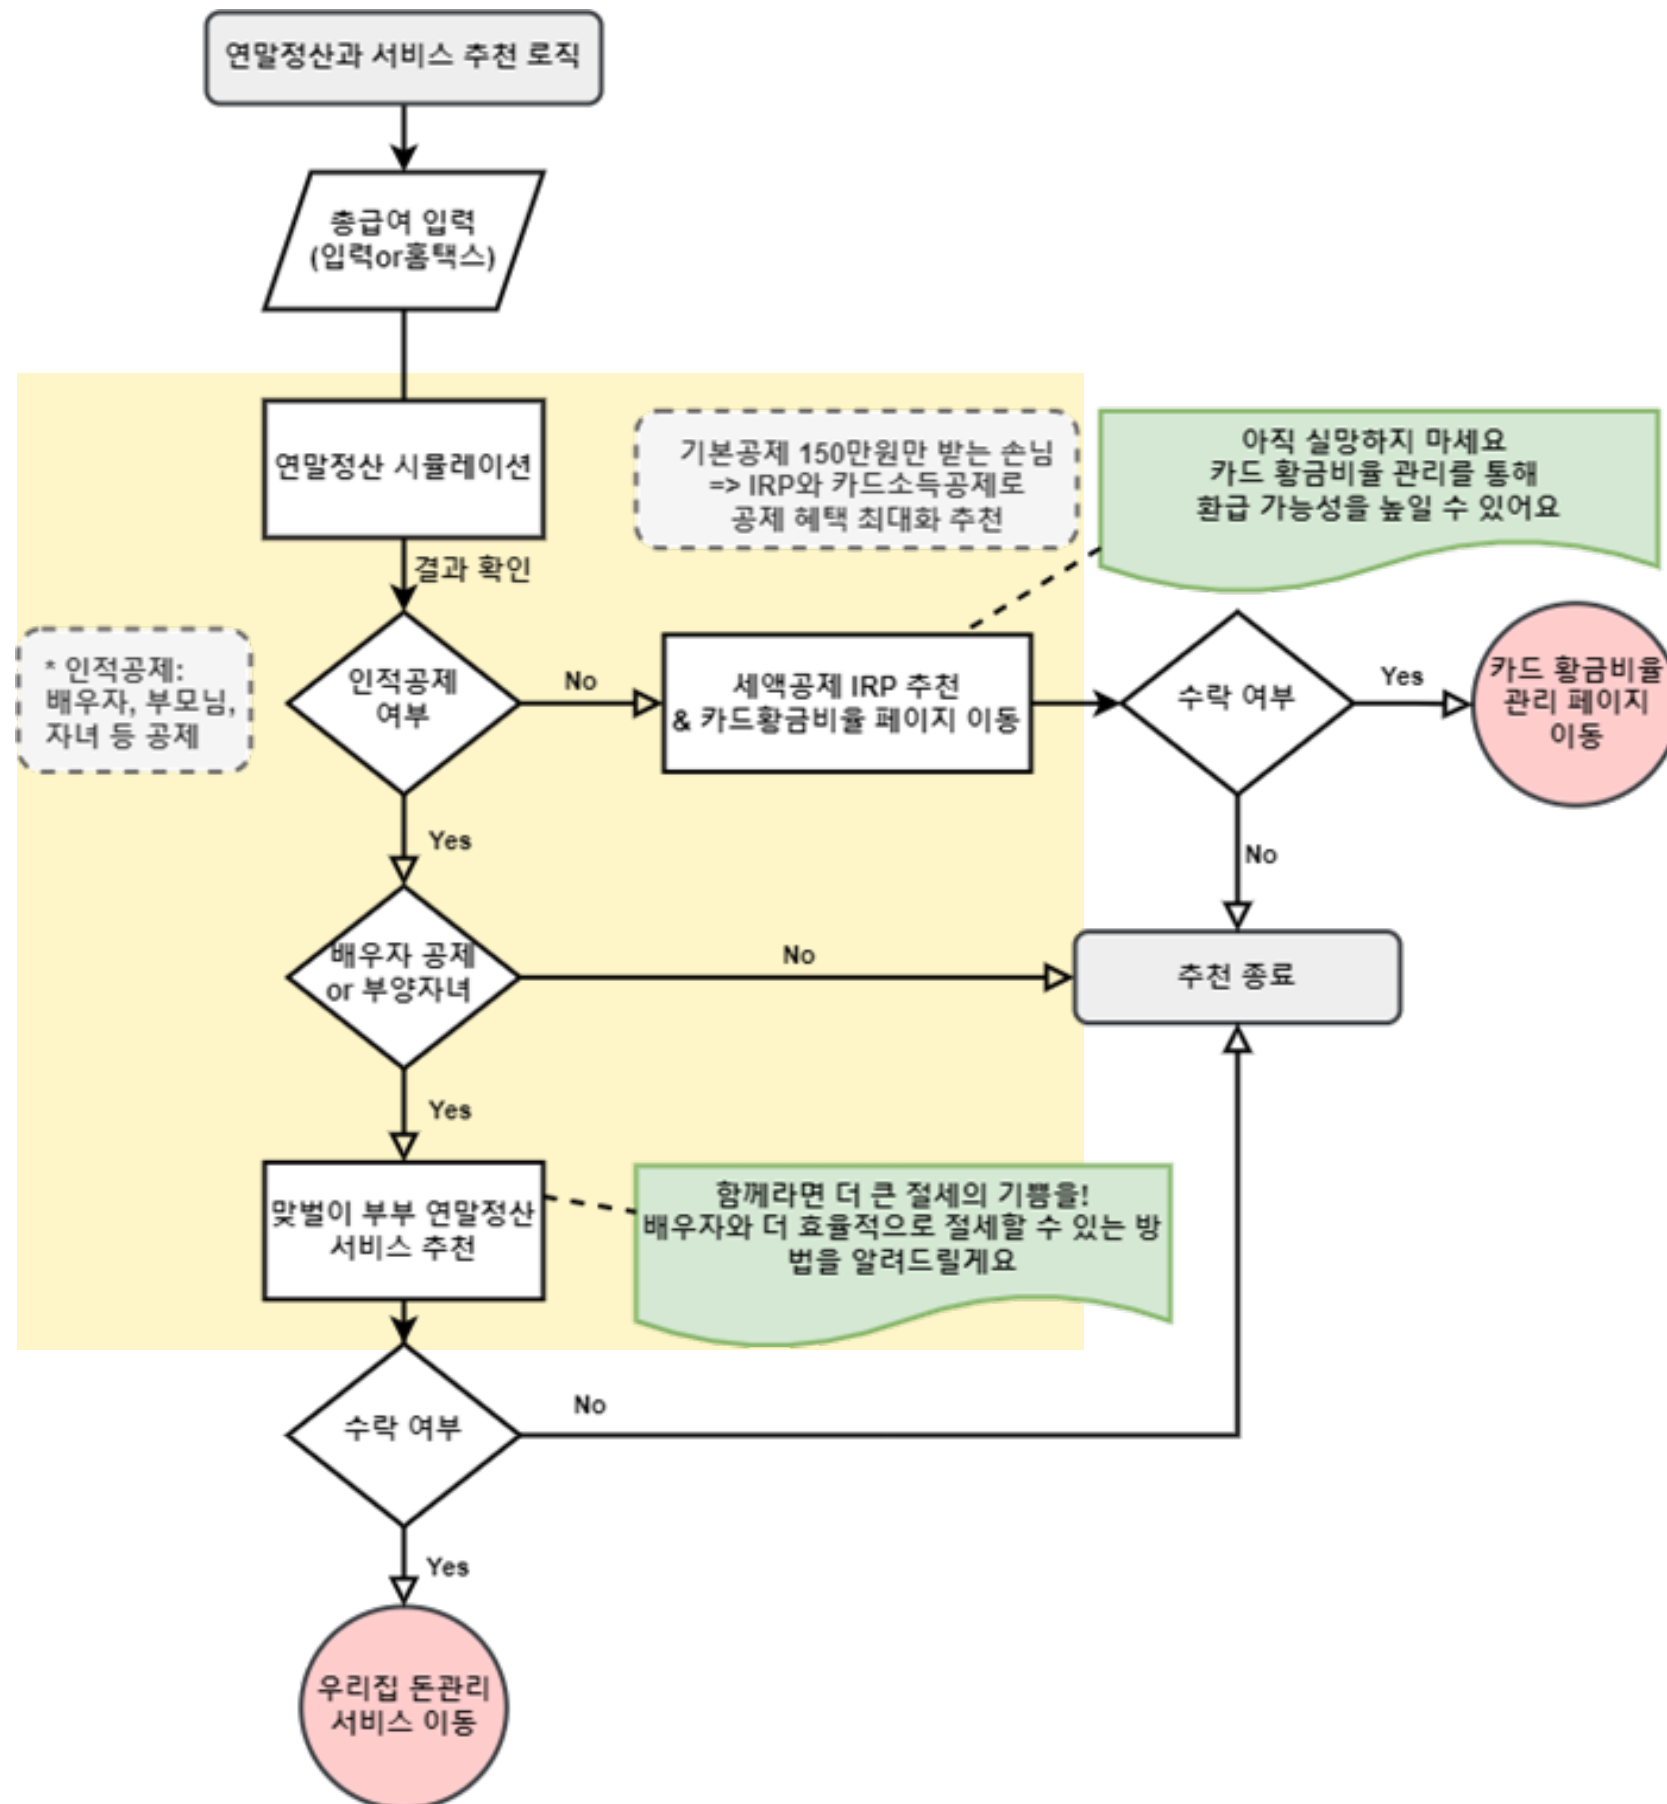 연말정산과 서비스 추천 로직
총급여 입력
(입력or홈택스)
연말정산 시뮬레이션
기본공제 150만원만 받는 손님
=> IRP와 카드소득공제로
공제 혜택 최대화 추천
아직 실망하지 마세요
카드 황금비율 관리를 통해
환급 가능성을 높일 수 있어요
결과 확인
* 인적공제:
배우자, 부모님,
자녀 등 공제
인적공제
여부
No
세액공제 IRP 추천
& 카드황금비율 페이지 이동
수락 여부
Yes
카드 황금비율
관리 페이지
이동
Yes
No
배우자 공제
or 부양자녀
No
추천 종료
Yes
맞벌이 부부 연말정산
서비스 추천
함께라면 더 큰 절세의 기쁨을!
배우자와 더 효율적으로 절세할 수 있는 방
법을 알려드릴게요
수락 여부
No
Yes
우리집 돈관리
서비스 이동